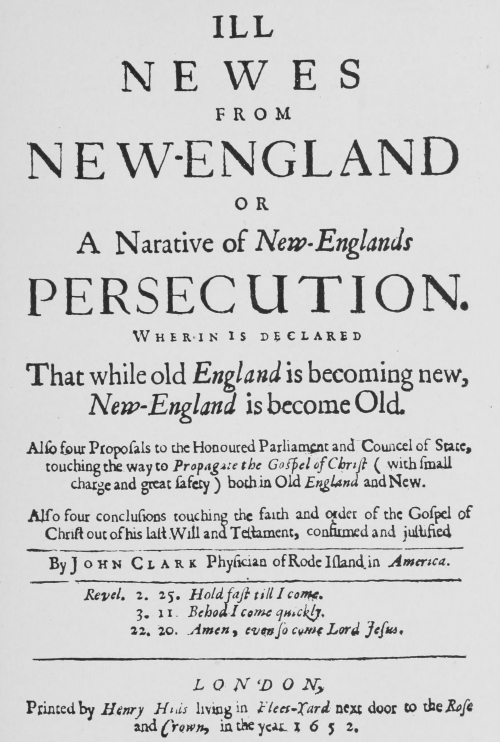 ILL
NEWES
FROM
NEW-ENGLAND
OR
A Narative of New-Englands
PERSECUTION.
WHERIN IS DECLARED
That while old England is becoming new,
New-England is become Old.
Alſo four Propoſals to the Honoured Parliament and Councel of State,
touching the way to Propagate the Goſpel of Chriſt ( with ſmall
charge and great ſafety ) both in Old England and New.
Alſo four concluſions touching the faith and order of the Goſpel of
Chriſt out of his laſt Will and Teſtament, confirmed and juſtified
By JOHN CLARK Phyſician of Rode Iſland in America.
Revel. 2. 25. Hold faſt till I come.
3. 11. Behod I come quickly.
22. 20. Amen, even ſo come Lord Jeſus.
LONDON,
Printed by Henry Hills living in Fleet-Yard next door to the Roſe
and Crown, in the year 1652.